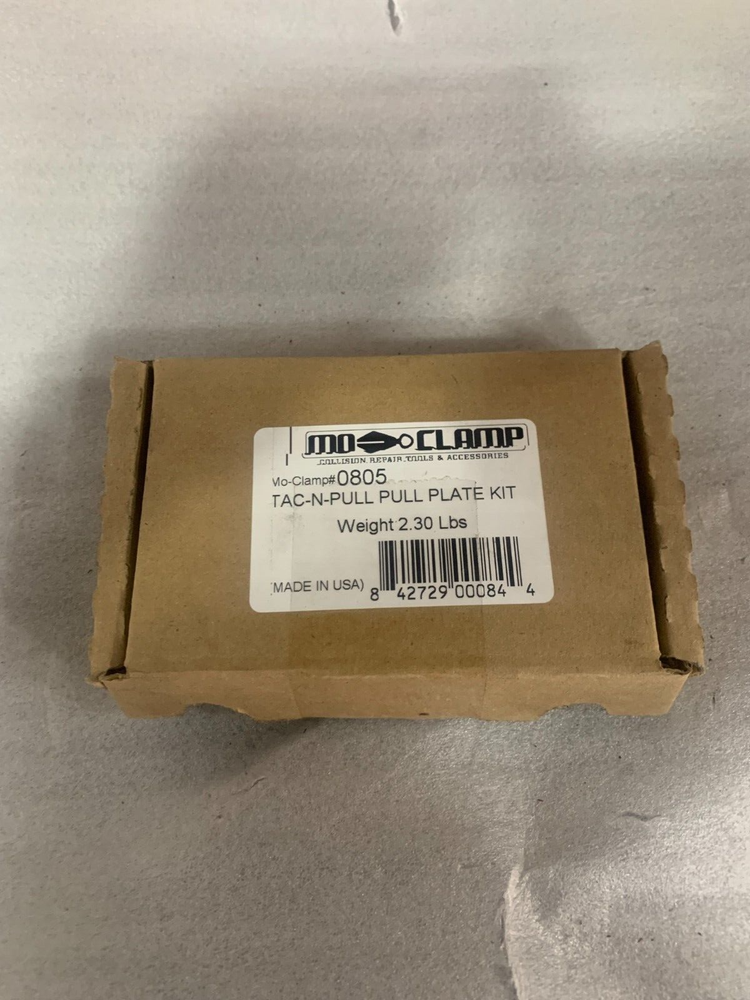 MO CLAMP
COLLISION REPAIR TOOLS & ACCESSORIES
Mo-Clamp# 0805
TAC-N-PULL PULL PLATE KIT
Weight 2.30 Lbs
MADE IN USA)
8 42729 00084 4